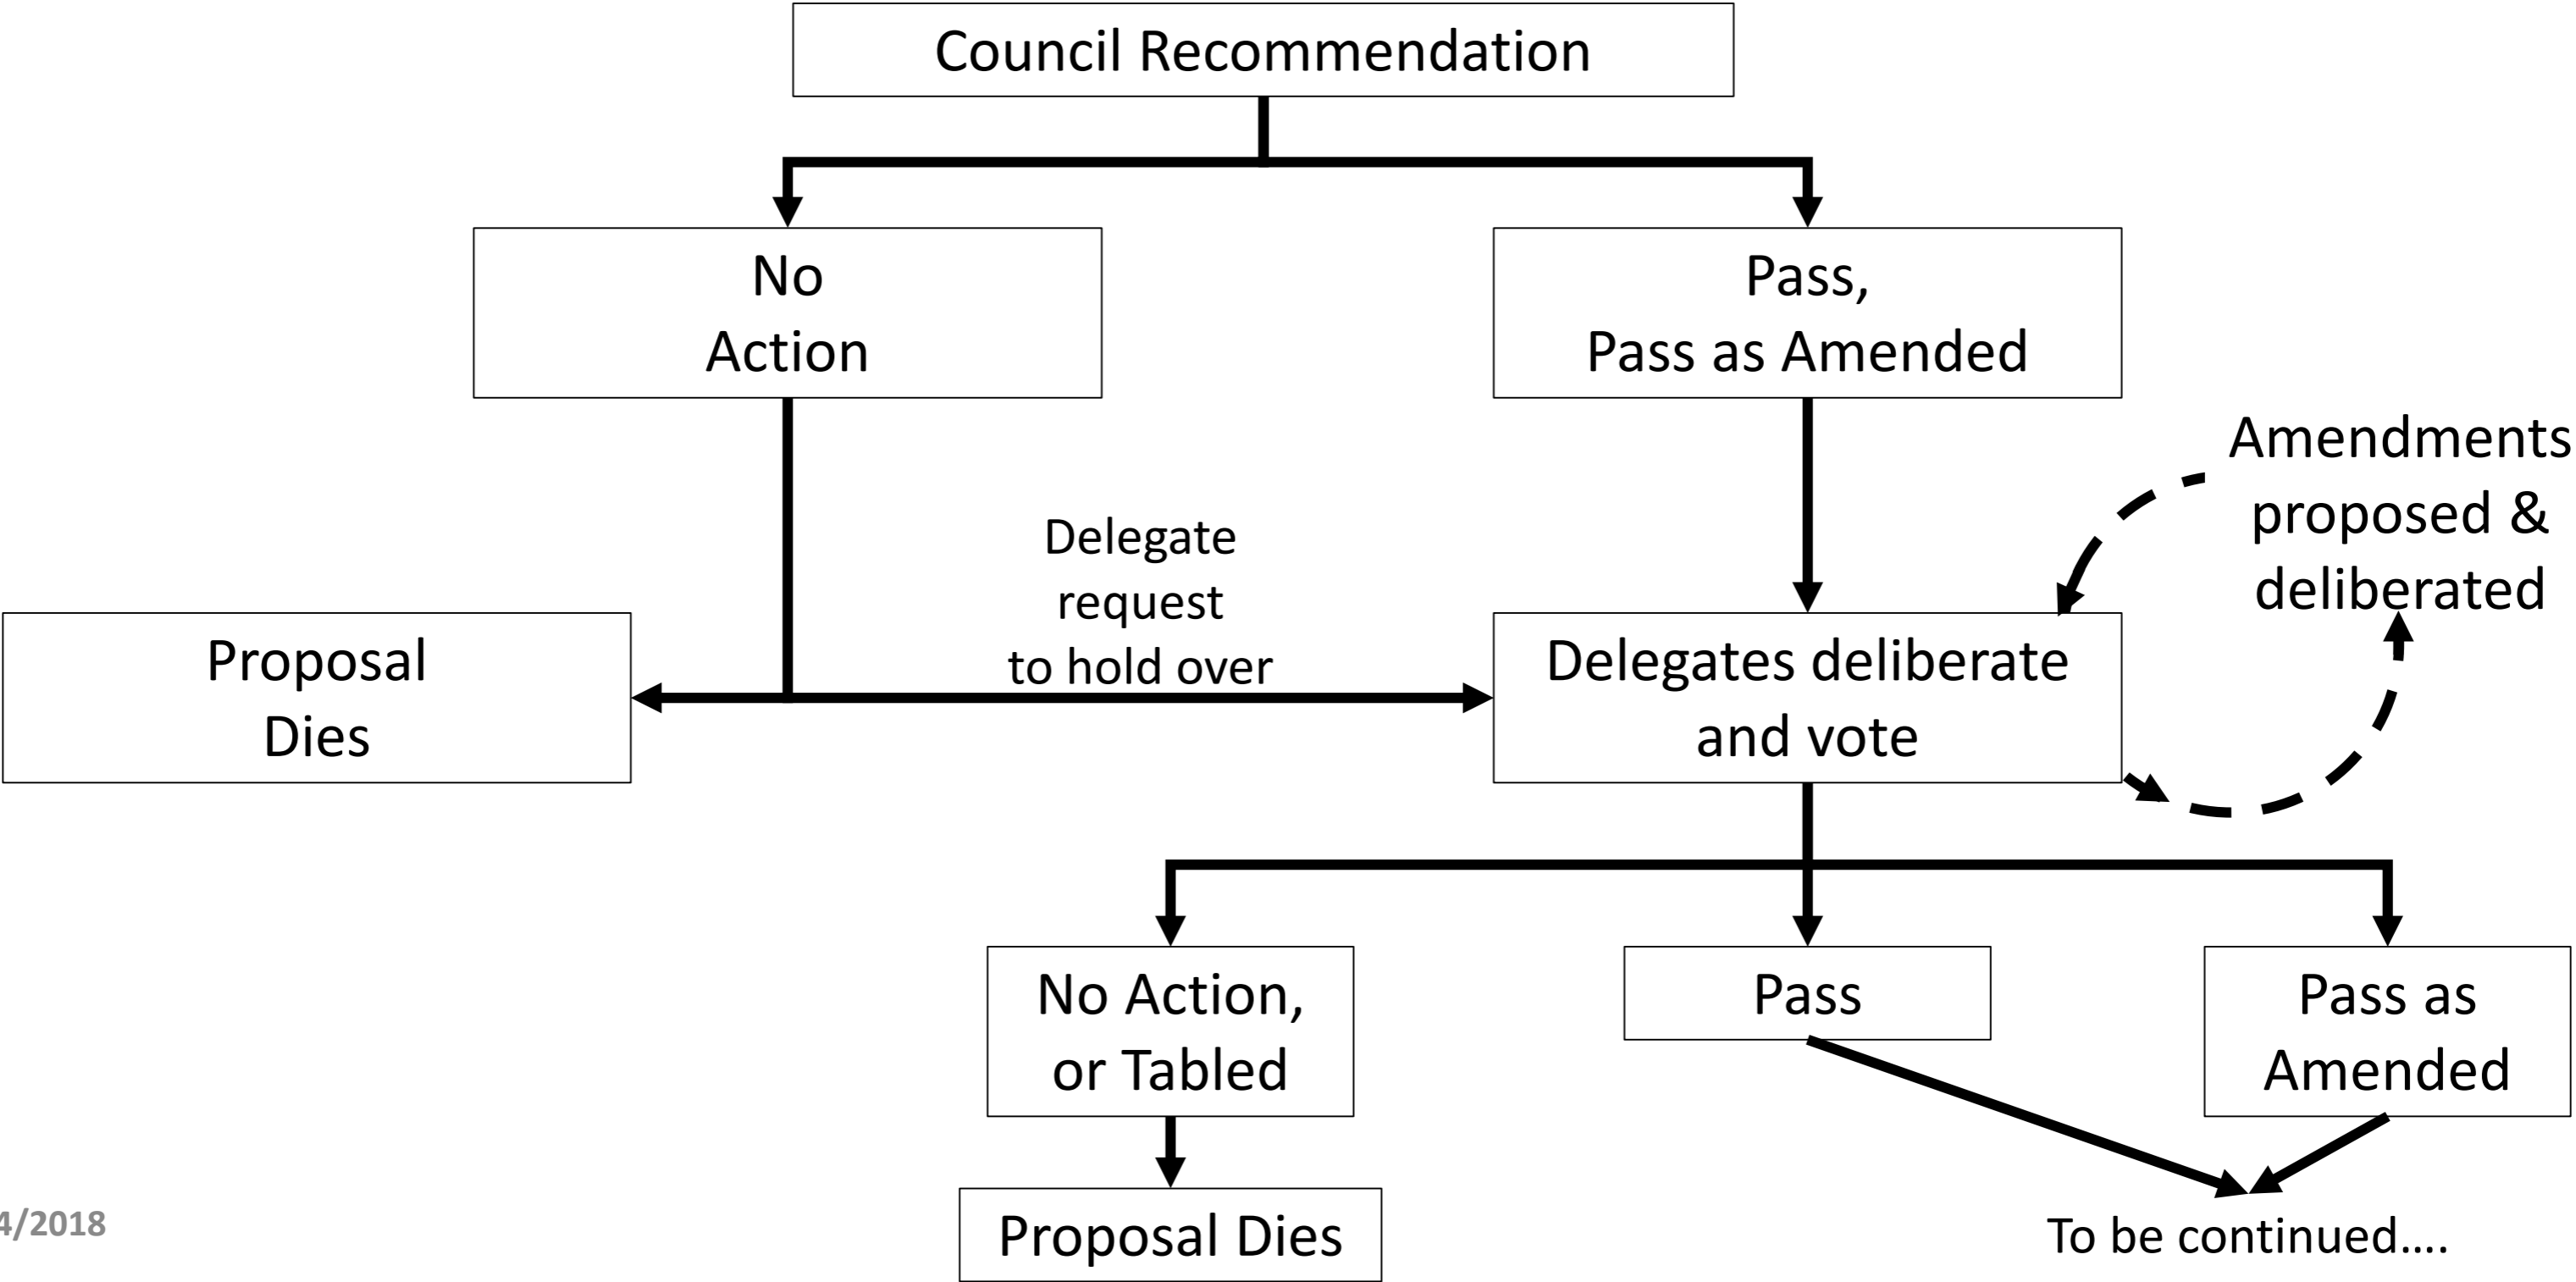 Council Recommendation
No
Action
Pass,
Pass as Amended
Amendments
proposed &
deliberated
Delegate
request
to hold over
Proposal
Dies
Delegates deliberate
and vote
No Action,
or Tabled
Pass
Pass as
Amended
Proposal Dies
To be continued....
4/2018